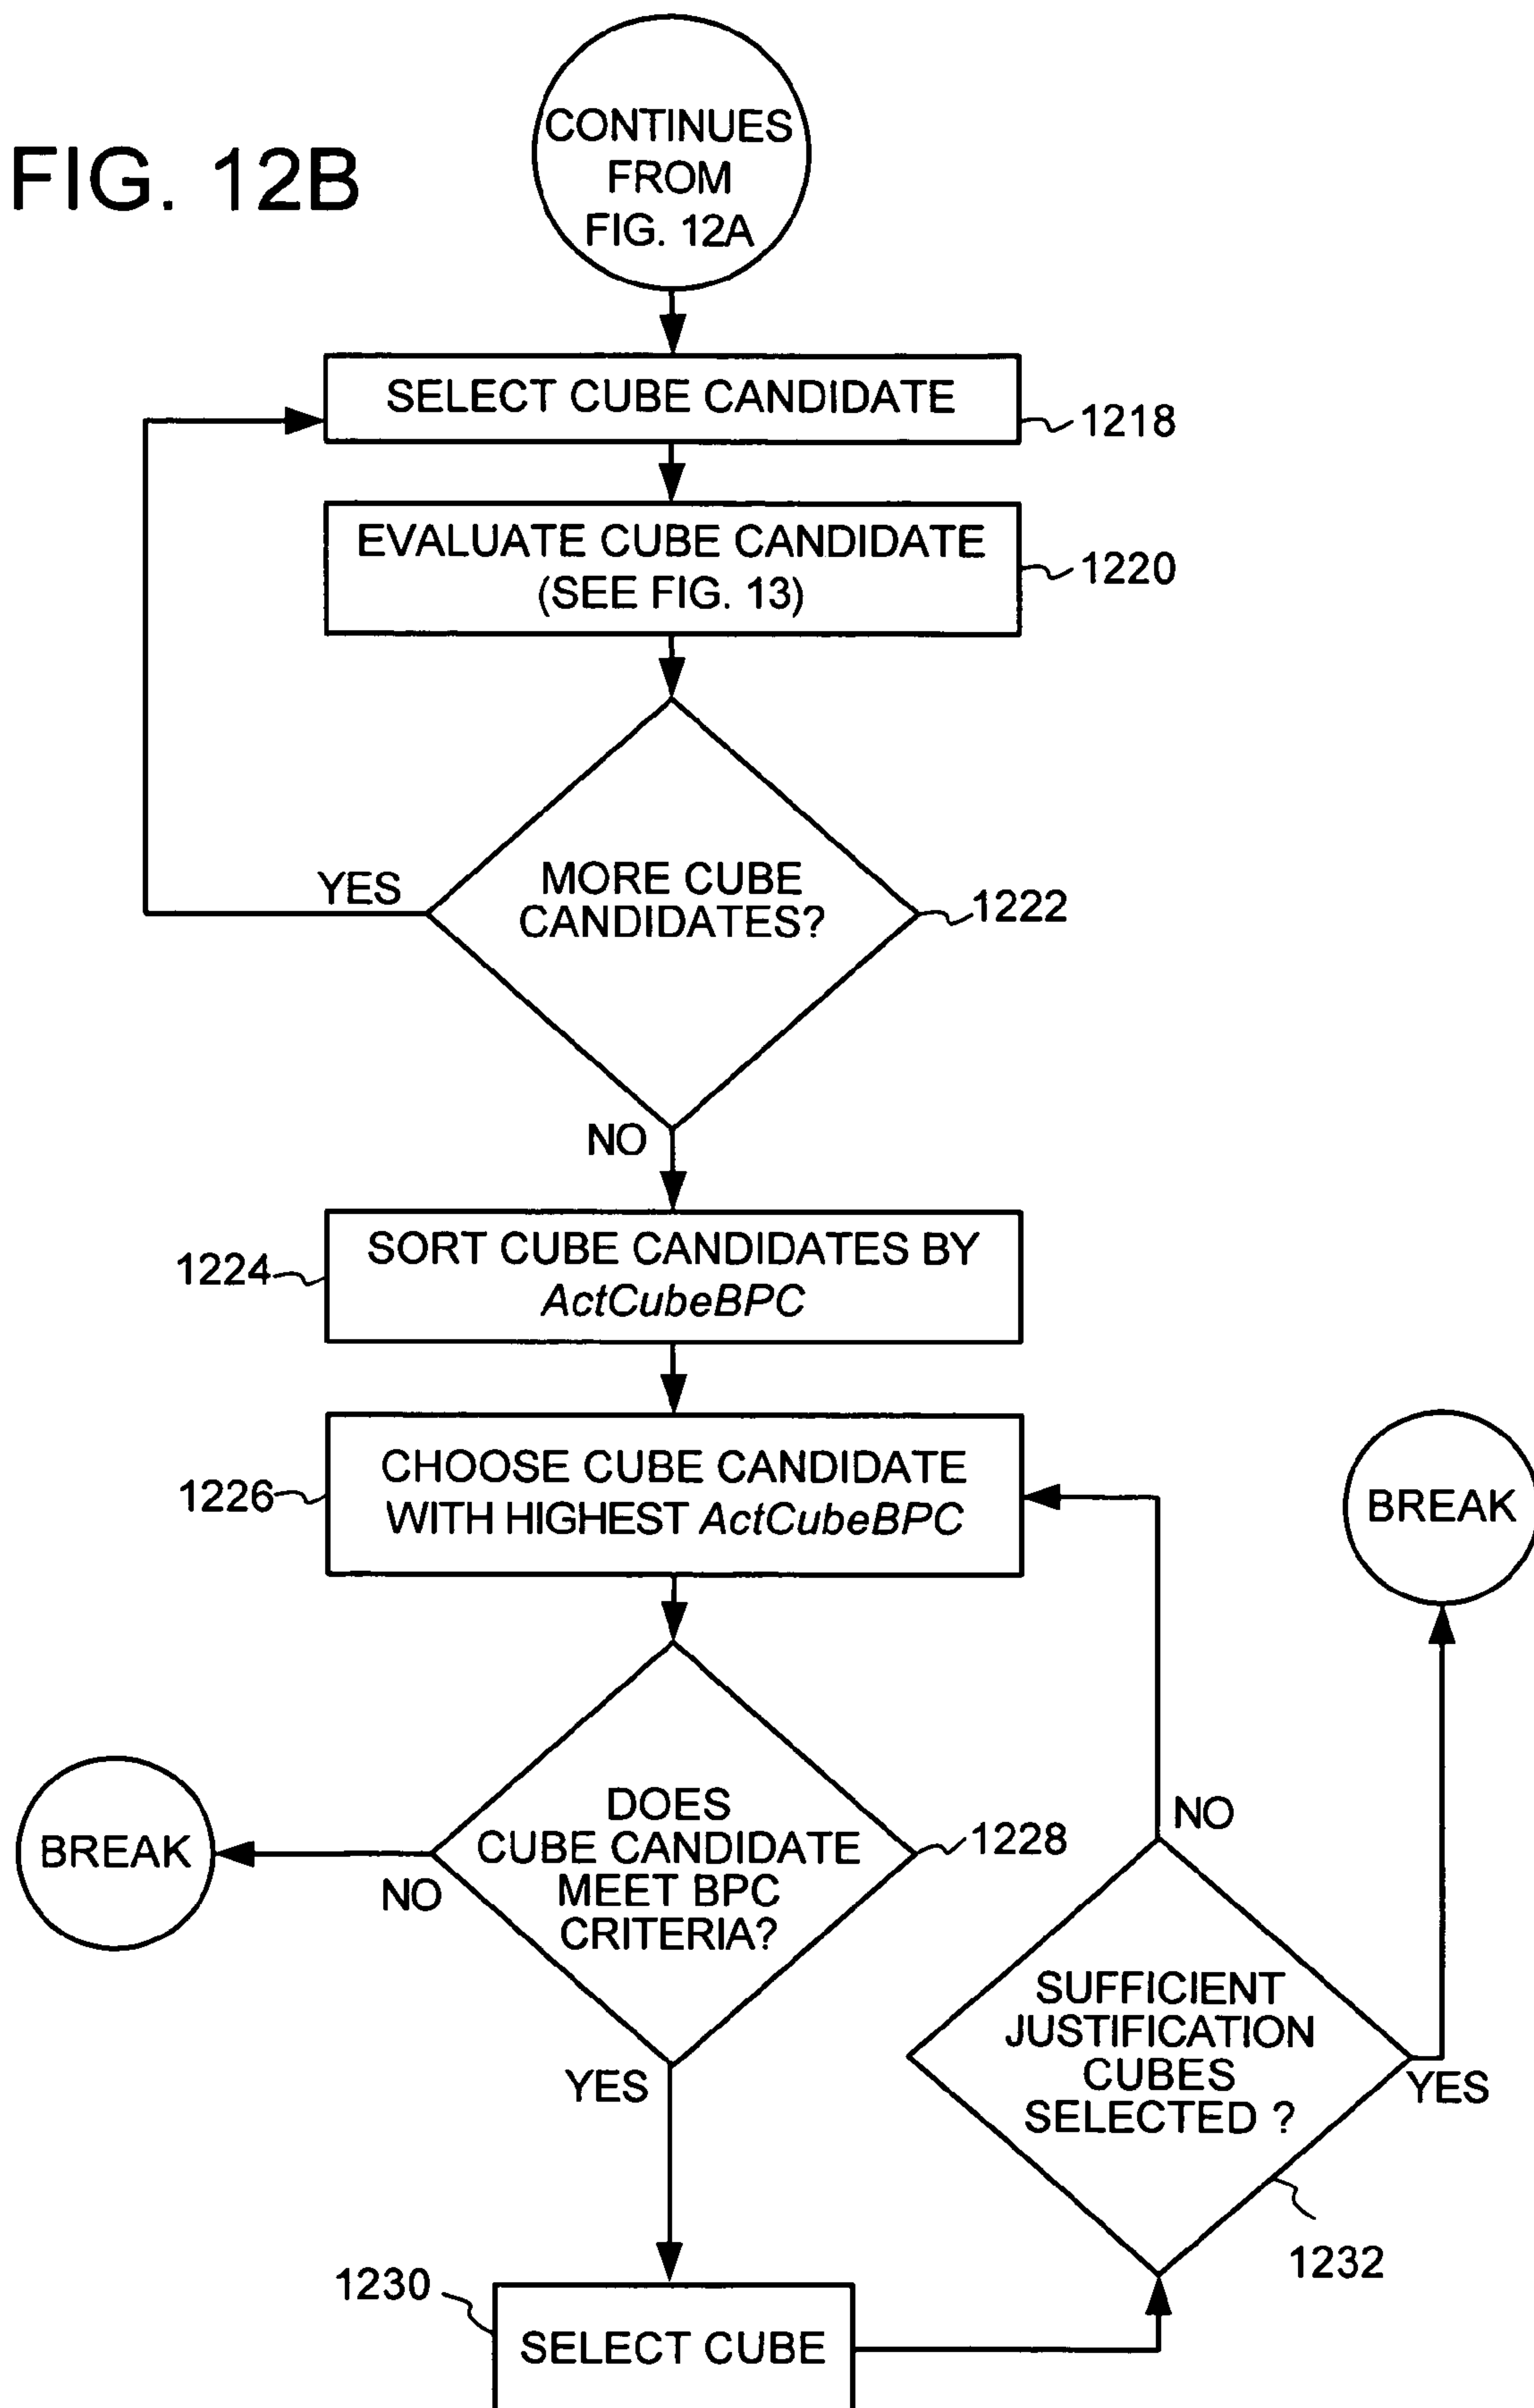 FIG. 12B
CONTINUES
FROM
FIG. 12A
SELECT CUBE CANDIDATE
1218
EVALUATE CUBE CANDIDATE
(SEE FIG. 13)
1220
MORE CUBE
CANDIDATES?
1222
YES
NO
SORT CUBE CANDIDATES BY
ActCubeBPC
1224
CHOOSE CUBE CANDIDATE
WITH HIGHEST ActCubeBPC
1226
BREAK
DOES
CUBE CANDIDATE
MEET BPC
CRITERIA?
1228
BREAK
NO
YES
NO
SUFFICIENT
JUSTIFICATION
CUBES
SELECTED ?
YES
1232
1230
SELECT CUBE